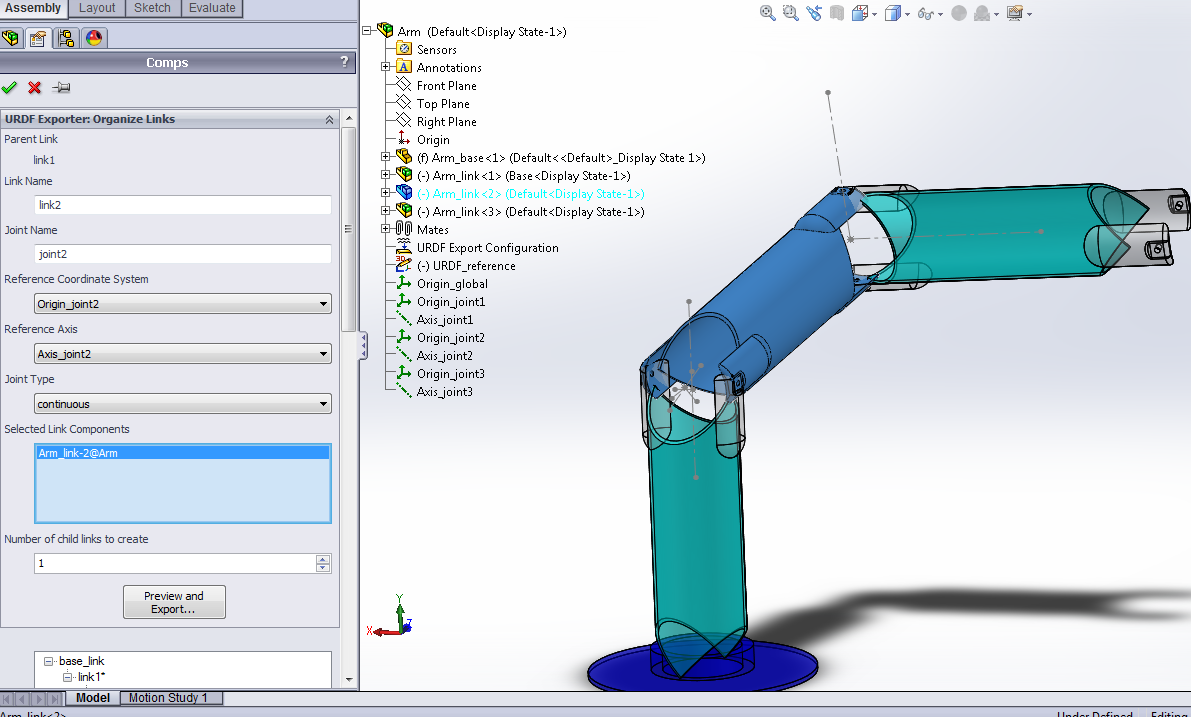 Assembly Layout Sketch Evaluate
Comps ?
URDF Exporter: Organize Links
Parent Link
link1
Link Name
link2
Joint Name
joint2
Reference Coordinate System
Origin_joint2
Reference Axis
Axis_joint2
Joint Type
continuous
Selected Link Components
Arm_link-2@Arm
Number of child links to create
1
Preview and
Export...
base_link
link1*
Model Motion Study 1
Arm_link<2>
Arm (Default<Display State-1>)
Sensors
A Annotations
Front Plane
Top Plane
Right Plane
Origin
(f) Arm_base<1> (Default<<Default>_Display State 1>)
(-) Arm_link<1> (Base<Display State-1>)
(-) Arm_link<2> (Default<Display State-1>)
(-) Arm_link<3> (Default<Display State-1>)
Mates
URDF Export Configuration
3D (-) URDF_reference
Origin_global
Origin_joint1
Axis_joint1
Origin_joint2
Axis_joint2
Origin_joint3
Axis_joint3
Y
X Z
Under Defined Editing